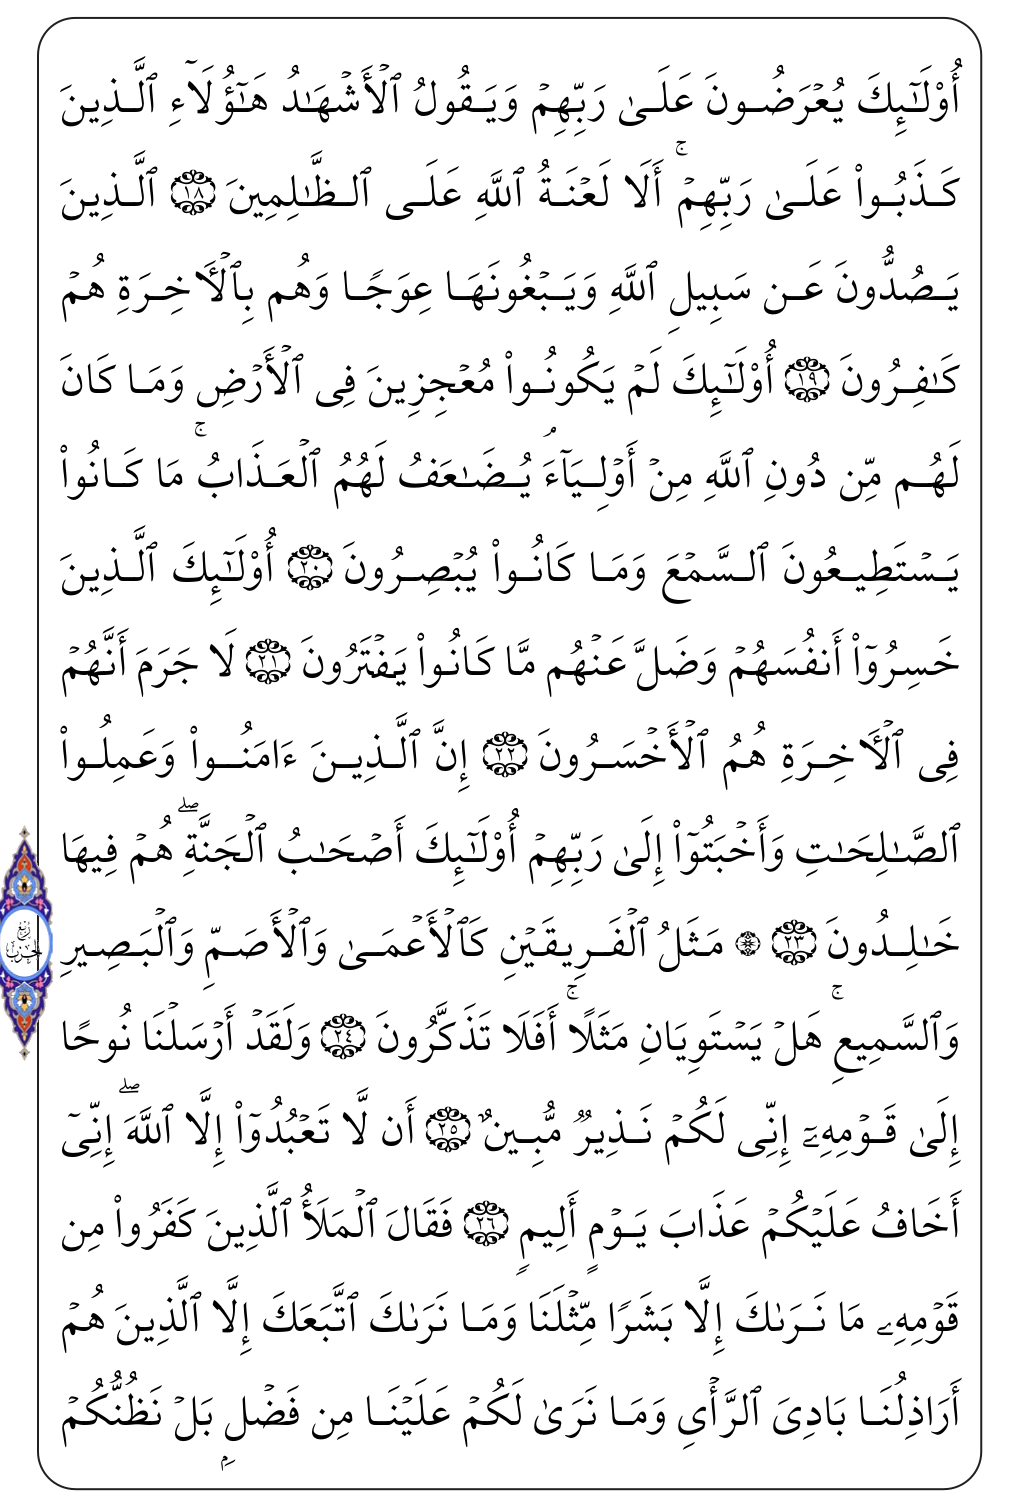 أُوْلَٰٓئِكَ يُعۡرَضُونَ عَلَىٰ رَبِّهِمۡ وَيَقُولُ ٱلۡأَشۡهَٰدُ هَٰٓؤُلَآءِ ٱلَّذِينَ
كَذَبُواْ عَلَىٰ رَبِّهِمۡۚ أَلَا لَعۡنَةُ ٱللَّهِ عَلَى ٱلظَّٰلِمِينَ ١٨ ٱلَّذِينَ
يَصُدُّونَ عَن سَبِيلِ ٱللَّهِ وَيَبۡغُونَهَا عِوَجٗا وَهُم بِٱلۡأٓخِرَةِ هُمۡ
كَٰفِرُونَ ١٩ أُوْلَٰٓئِكَ لَمۡ يَكُونُواْ مُعۡجِزِينَ فِي ٱلۡأَرۡضِ وَمَا كَانَ
لَهُم مِّن دُونِ ٱللَّهِ مِنۡ أَوۡلِيَآءَۘ يُضَٰعَفُ لَهُمُ ٱلۡعَذَابُۚ مَا كَانُواْ
يَسۡتَطِيعُونَ ٱلسَّمۡعَ وَمَا كَانُواْ يُبۡصِرُونَ ٢٠ أُوْلَٰٓئِكَ ٱلَّذِينَ
خَسِرُوٓاْ أَنفُسَهُمۡ وَضَلَّ عَنۡهُم مَّا كَانُواْ يَفۡتَرُونَ ٢١ لَا جَرَمَ أَنَّهُمۡ
فِي ٱلۡأٓخِرَةِ هُمُ ٱلۡأَخۡسَرُونَ ٢٢ إِنَّ ٱلَّذِينَ ءَامَنُواْ وَعَمِلُواْ
ٱلصَّٰلِحَٰتِ وَأَخۡبَتُوٓاْ إِلَىٰ رَبِّهِمۡ أُوْلَٰٓئِكَ أَصۡحَٰبُ ٱلۡجَنَّةِۖ هُمۡ فِيهَا
خَٰلِدُونَ ٢٣ ۞ مَثَلُ ٱلۡفَرِيقَيۡنِ كَٱلۡأَعۡمَىٰ وَٱلۡأَصَمِّ وَٱلۡبَصِيرِ
ربع الحزب
وَٱلسَّمِيعِۚ هَلۡ يَسۡتَوِيَانِ مَثَلًاۚ أَفَلَا تَذَكَّرُونَ ٢٤ وَلَقَدۡ أَرۡسَلۡنَا نُوحًا
إِلَىٰ قَوۡمِهِۦٓ إِنِّي لَكُمۡ نَذِيرٞ مُّبِينٌ ٢٥ أَن لَّا تَعۡبُدُوٓاْ إِلَّا ٱللَّهَۖ إِنِّيٓ
أَخَافُ عَلَيۡكُمۡ عَذَابَ يَوۡمٍ أَلِيمٖ ٢٦ فَقَالَ ٱلۡمَلَأُ ٱلَّذِينَ كَفَرُواْ مِن
قَوۡمِهِۦ مَا نَرَىٰكَ إِلَّا بَشَرٗا مِّثۡلَنَا وَمَا نَرَىٰكَ ٱتَّبَعَكَ إِلَّا ٱلَّذِينَ هُمۡ
أَرَاذِلُنَا بَادِيَ ٱلرَّأۡيِ وَمَا نَرَىٰ لَكُمۡ عَلَيۡنَا مِن فَضۡلِۭ بَلۡ نَظُنُّكُمۡ